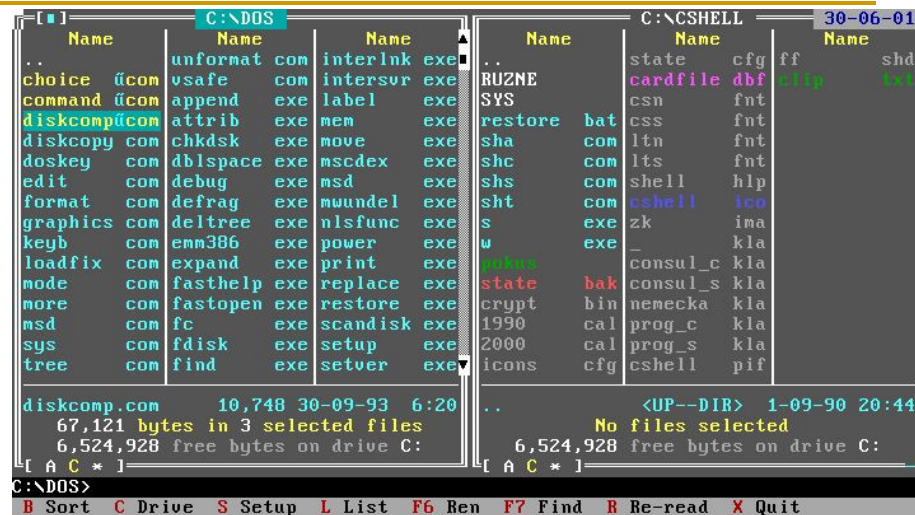 [■] C:\DOS C:\CSHELL 30-06-01
Name Name Name Name Name Name
.. unformat com interlnk exe .. state cfg ff shd
choice űcom vsafe com intersvr exe RUZNE cardfile dbf clip txt
command űcom append exe label exe SYS csn fnt
diskcompűcom attrib exe mem exe restore bat css fnt
diskcopy com chkdsk exe move exe sha com ltn fnt
doskey com dblspace exe mscdex exe shc com lts fnt
edit com debug exe msd exe shs com shell hlp
format com defrag exe mwundel exe sht com cshell ico
graphics com deltree exe nlsfunc exe s exe zk ima
keyb com emm386 exe power exe w exe _ kla
loadfix com expand exe print exe pokus consul_c kla
mode com fasthelp exe replace exe state bak consul_s kla
more com fastopen exe restore exe crypt bin nemecka kla
msd com fc exe scandisk exe 1990 cal prog_c kla
sys com fdisk exe setup exe 2000 cal prog_s kla
tree com find exe setver exe icons cfg cshell pif
diskcomp.com 10,748 30-09-93 6:20 .. <UP--DIR> 1-09-90 20:44
67,121 bytes in 3 selected files No files selected
6,524,928 free bytes on drive C: 6,524,928 free bytes on drive C:
[ A C * ] [ A C * ]
C:\DOS>
B Sort C Drive S Setup L List F6 Ren F7 Find R Re-read X Quit